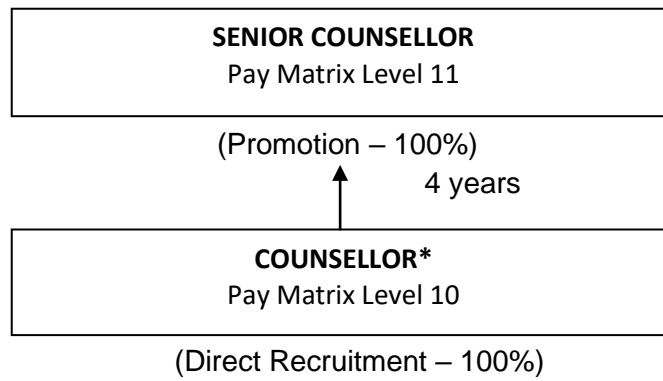 SENIOR COUNSELLOR
Pay Matrix Level 11
(Promotion – 100%)
4 years
COUNSELLOR*
Pay Matrix Level 10
(Direct Recruitment – 100%)